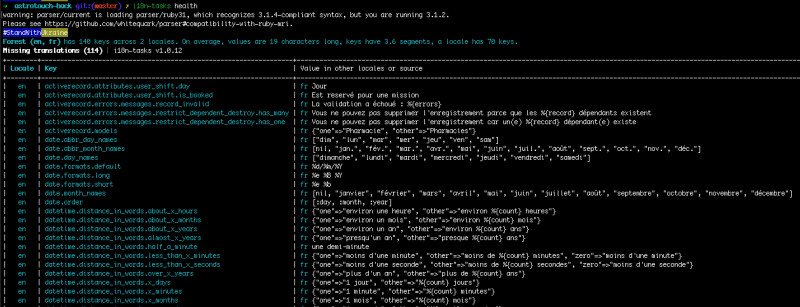 → astrotouch-back git:(master) ✗ i18n-tasks health
warning: parser/current is loading parser/ruby31, which recognizes 3.1.4-compliant syntax, but you are running 3.1.2.
Please see https://github.com/whitequark/parser#compatibility-with-ruby-mri.
#StandWithUkraine
Forest (en, fr) has 140 keys across 2 locales. On average, values are 19 characters long, keys have 3.6 segments, a locale has 70 keys.
Missing translations (114) | i18n-tasks v1.0.12
| Locale | Key | Value in other locales or source
| en | activerecord.attributes.user_shift.day | fr Jour
| en | activerecord.attributes.user_shift.is_booked | fr Est reservé pour une mission
| en | activerecord.errors.messages.record_invalid | fr La validation a échoué : %{errors}
| en | activerecord.errors.messages.restrict_dependent_destroy.has_many | fr Vous ne pouvez pas supprimer l'enregistrement parce que les %{record} dépendants existent
| en | activerecord.errors.messages.restrict_dependent_destroy.has_one | fr Vous ne pouvez pas supprimer l'enregistrement car un(e) %{record} dépendant(e) existe
| en | activerecord.models | fr {"one"=>"Pharmacie", "other"=>"Pharmacies"}
| en | date.abbr_day_names | fr ["dim", "lun", "mar", "mer", "jeu", "ven", "sam"]
| en | date.abbr_month_names | fr [nil, "jan.", "fév.", "mar.", "avr.", "mai", "juin", "juil.", "août", "sept.", "oct.", "nov.", "déc."]
| en | date.day_names | fr ["dimanche", "lundi", "mardi", "mercredi", "jeudi", "vendredi", "samedi"]
| en | date.formats.default | fr %d/%m/%Y
| en | date.formats.long | fr %e %B %Y
| en | date.formats.short | fr %e %b
| en | date.month_names | fr [nil, "janvier", "février", "mars", "avril", "mai", "juin", "juillet", "août", "septembre", "octobre", "novembre", "décembre"]
| en | date.order | fr [:day, :month, :year]
| en | datetime.distance_in_words.about_x_hours | fr {"one"=>"environ une heure", "other"=>"environ %{count} heures"}
| en | datetime.distance_in_words.about_x_months | fr {"one"=>"environ un mois", "other"=>"environ %{count} mois"}
| en | datetime.distance_in_words.about_x_years | fr {"one"=>"environ un an", "other"=>"environ %{count} ans"}
| en | datetime.distance_in_words.almost_x_years | fr {"one"=>"presqu'un an", "other"=>"presque %{count} ans"}
| en | datetime.distance_in_words.half_a_minute | fr une demi-minute
| en | datetime.distance_in_words.less_than_x_minutes | fr {"one"=>"moins d'une minute", "other"=>"moins de %{count} minutes", "zero"=>"moins d'une minute"}
| en | datetime.distance_in_words.less_than_x_seconds | fr {"one"=>"moins d'une seconde", "other"=>"moins de %{count} secondes", "zero"=>"moins d'une seconde"}
| en | datetime.distance_in_words.over_x_years | fr {"one"=>"plus d'un an", "other"=>"plus de %{count} ans"}
| en | datetime.distance_in_words.x_days | fr {"one"=>"1 jour", "other"=>"%{count} jours"}
| en | datetime.distance_in_words.x_minutes | fr {"one"=>"1 minute", "other"=>"%{count} minutes"}
| en | datetime.distance_in_words.x_months | fr {"one"=>"1 mois", "other"=>"%{count} mois"}